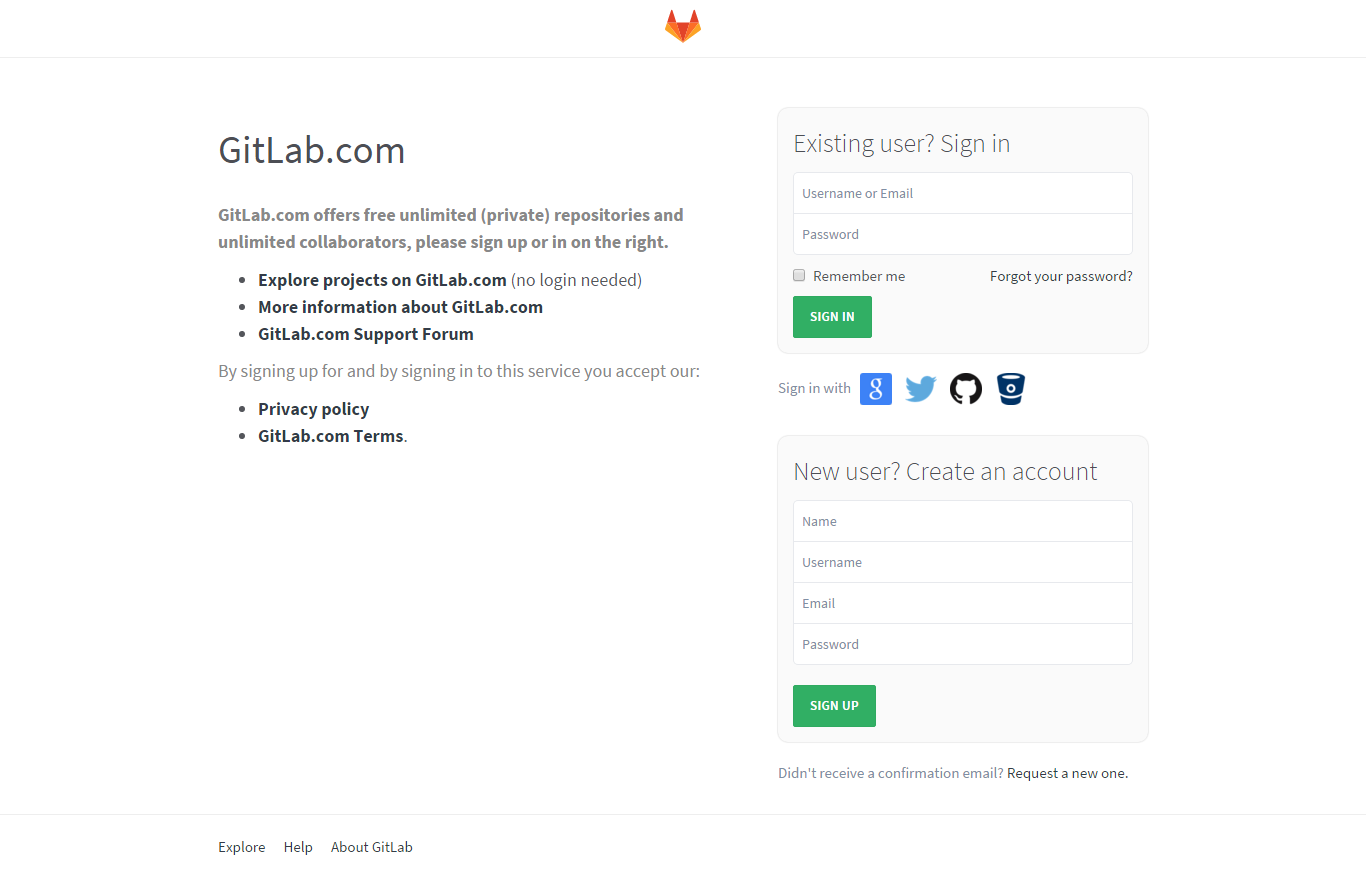 GitLab.com
GitLab.com offers free unlimited (private) repositories and
unlimited collaborators, please sign up or in on the right.
Explore projects on GitLab.com (no login needed)
More information about GitLab.com
GitLab.com Support Forum
By signing up for and by signing in to this service you accept our:
Privacy policy
GitLab.com Terms.
Existing user? Sign in
Username or Email
Password
Remember me
Forgot your password?
SIGN IN
Sign in with
New user? Create an account
Name
Username
Email
Password
SIGN UP
Didn't receive a confirmation email? Request a new one.
Explore
Help
About GitLab